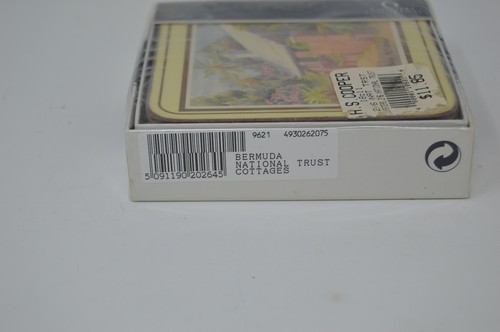 A.S.COOPER
$11.95
9621 4930262075
5 091190 202645
BERMUDA
NATIONAL TRUST
COTTAGES